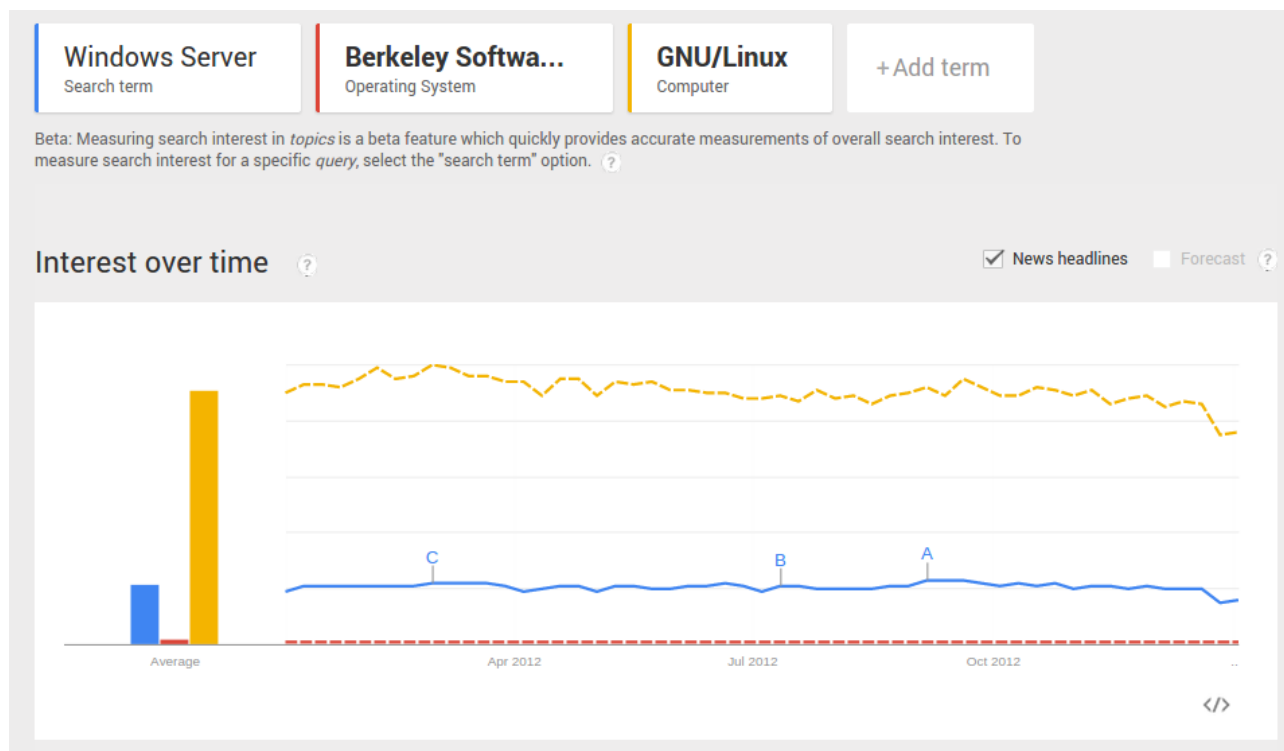 Windows Server
Search term
Berkeley Softwa...
Operating System
GNU/Linux
Computer
+Add term
Beta: Measuring search interest in topics is a beta feature which quickly provides accurate measurements of overall search interest. To
measure search interest for a specific query, select the "search term" option. ?
Interest over time ?
News headlines
Forecast ?
C
B
A
Average
Apr 2012
Jul 2012
Oct 2012
..
</>